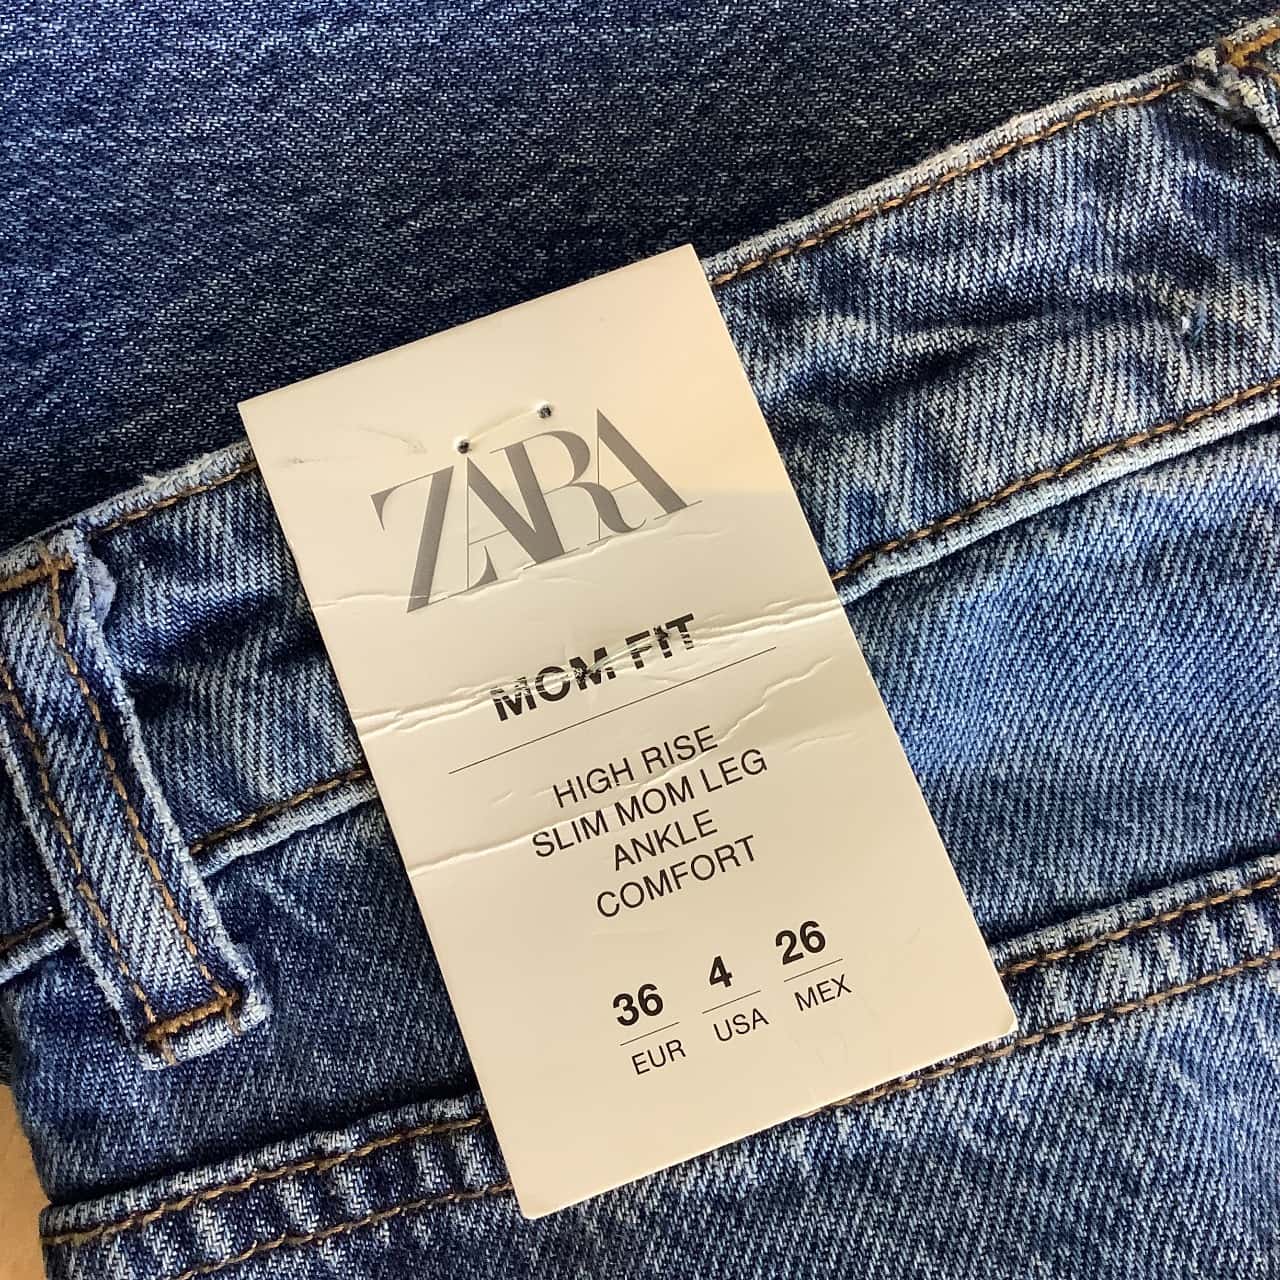 ZARA
MOM FIT
HIGH RISE
SLIM MOM LEG
ANKLE
COMFORT
36 4 26
EUR USA MEX